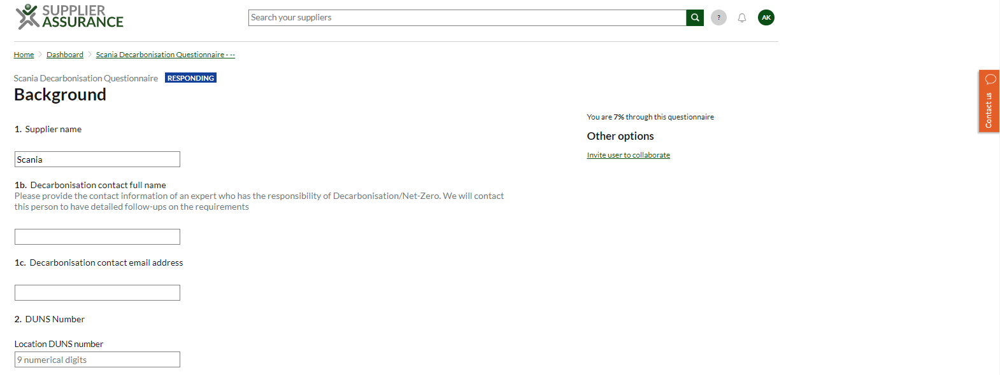 SUPPLIER
ASSURANCE
Search your suppliers
?
AK
Home > Dashboard > Scania Decarbonisation Questionnaire - --
Scania Decarbonisation Questionnaire RESPONDING
Background
You are 7% through this questionnaire
Other options
Invite user to collaborate
Contact us
1. Supplier name
Scania
1b. Decarbonisation contact full name
Please provide the contact information of an expert who has the responsibility of Decarbonisation/Net-Zero. We will contact
this person to have detailed follow-ups on the requirements
1c. Decarbonisation contact email address
2. DUNS Number
Location DUNS number
9 numerical digits